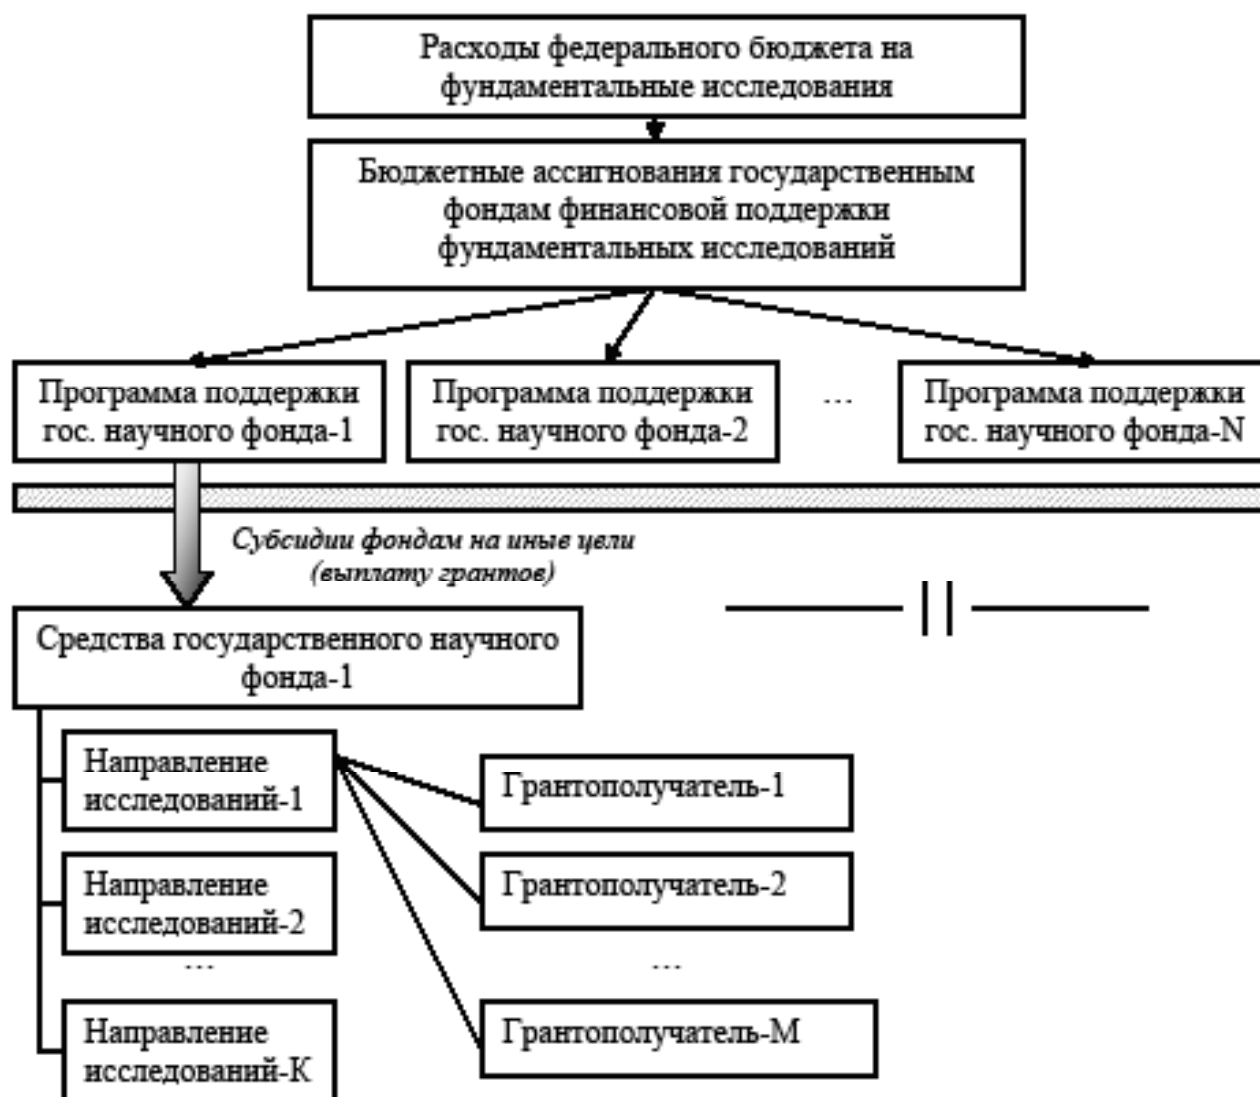 Расходы федерального бюджета на
фундаментальные исследования
Бюджетные ассигнования государственным
фондам финансовой поддержки
фундаментальных исследований
Программа поддержки
гос. научного фонда-1
Программа поддержки
гос. научного фонда-2
...
Программа поддержки
гос. научного фонда-N
Субсидии фондам на иные цели
(выплату грантов)
Средства государственного научного
фонда-1
Направление
исследований-1
Направление
исследований-2
...
Направление
исследований-K
Грантополучатель-1
Грантополучатель-2
...
Грантополучатель-M